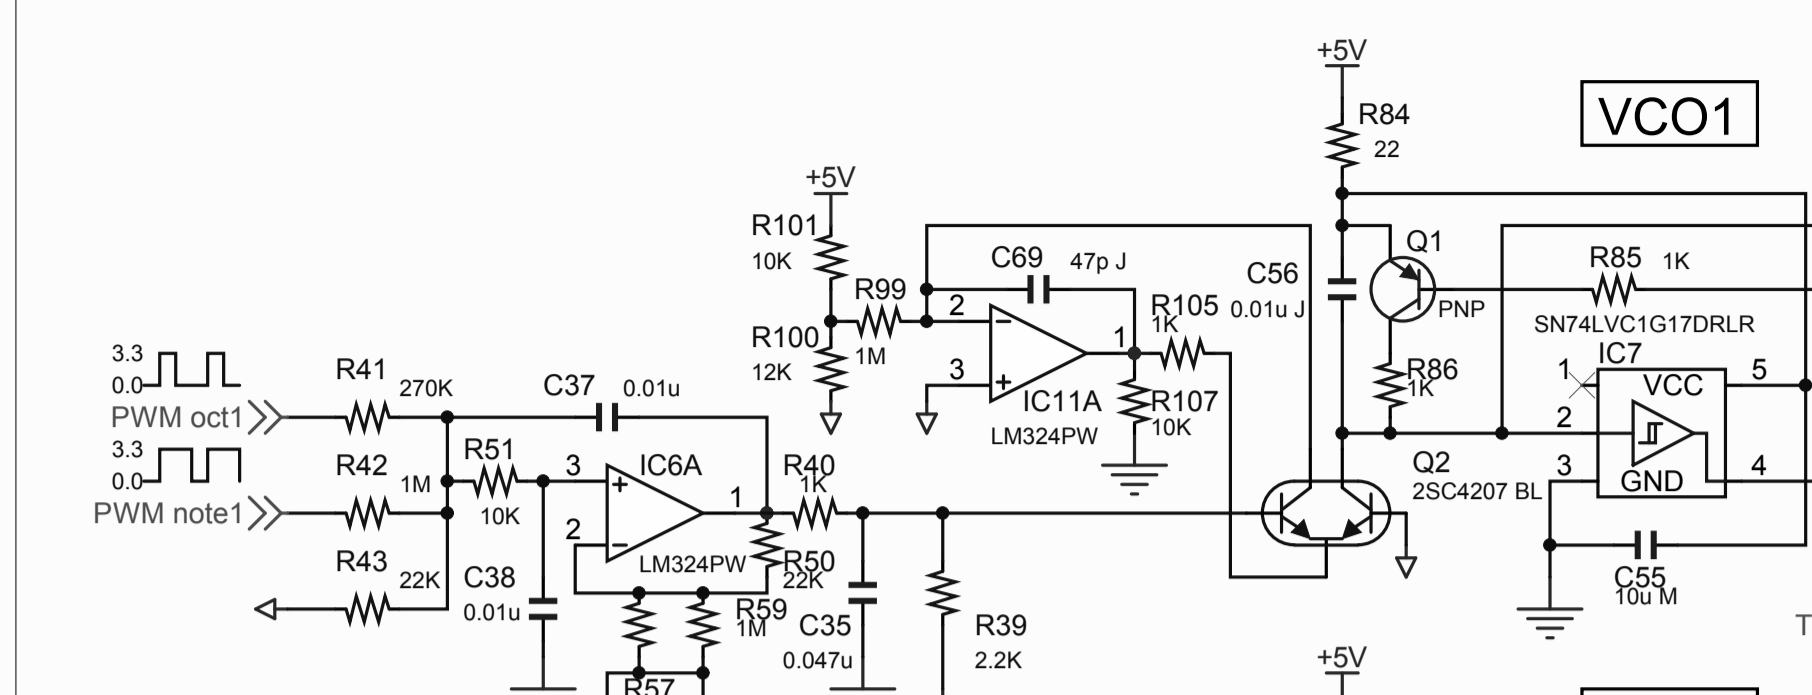 +5V
VCO1
R84
22
+5V
R101
10K
R99
1M
R100
12K
C69
47p J
2
3
1
IC11A
LM324PW
R105
1K
R107
10K
C56
0.01u J
Q1
PNP
R85
1K
R86
1K
SN74LVC1G17DRLR
IC7
1
VCC
5
2
3
GND
4
Q2
2SC4207 BL
C55
10u M
3.3
0.0
PWM oct1
R41
270K
C37
0.01u
3.3
0.0
PWM note1
R42
1M
R51
10K
3
IC6A
1
2
LM324PW
R40
1K
R50
22K
R43
22K
C38
0.01u
R59
1M
C35
0.047u
R39
2.2K
R57
+5V
T